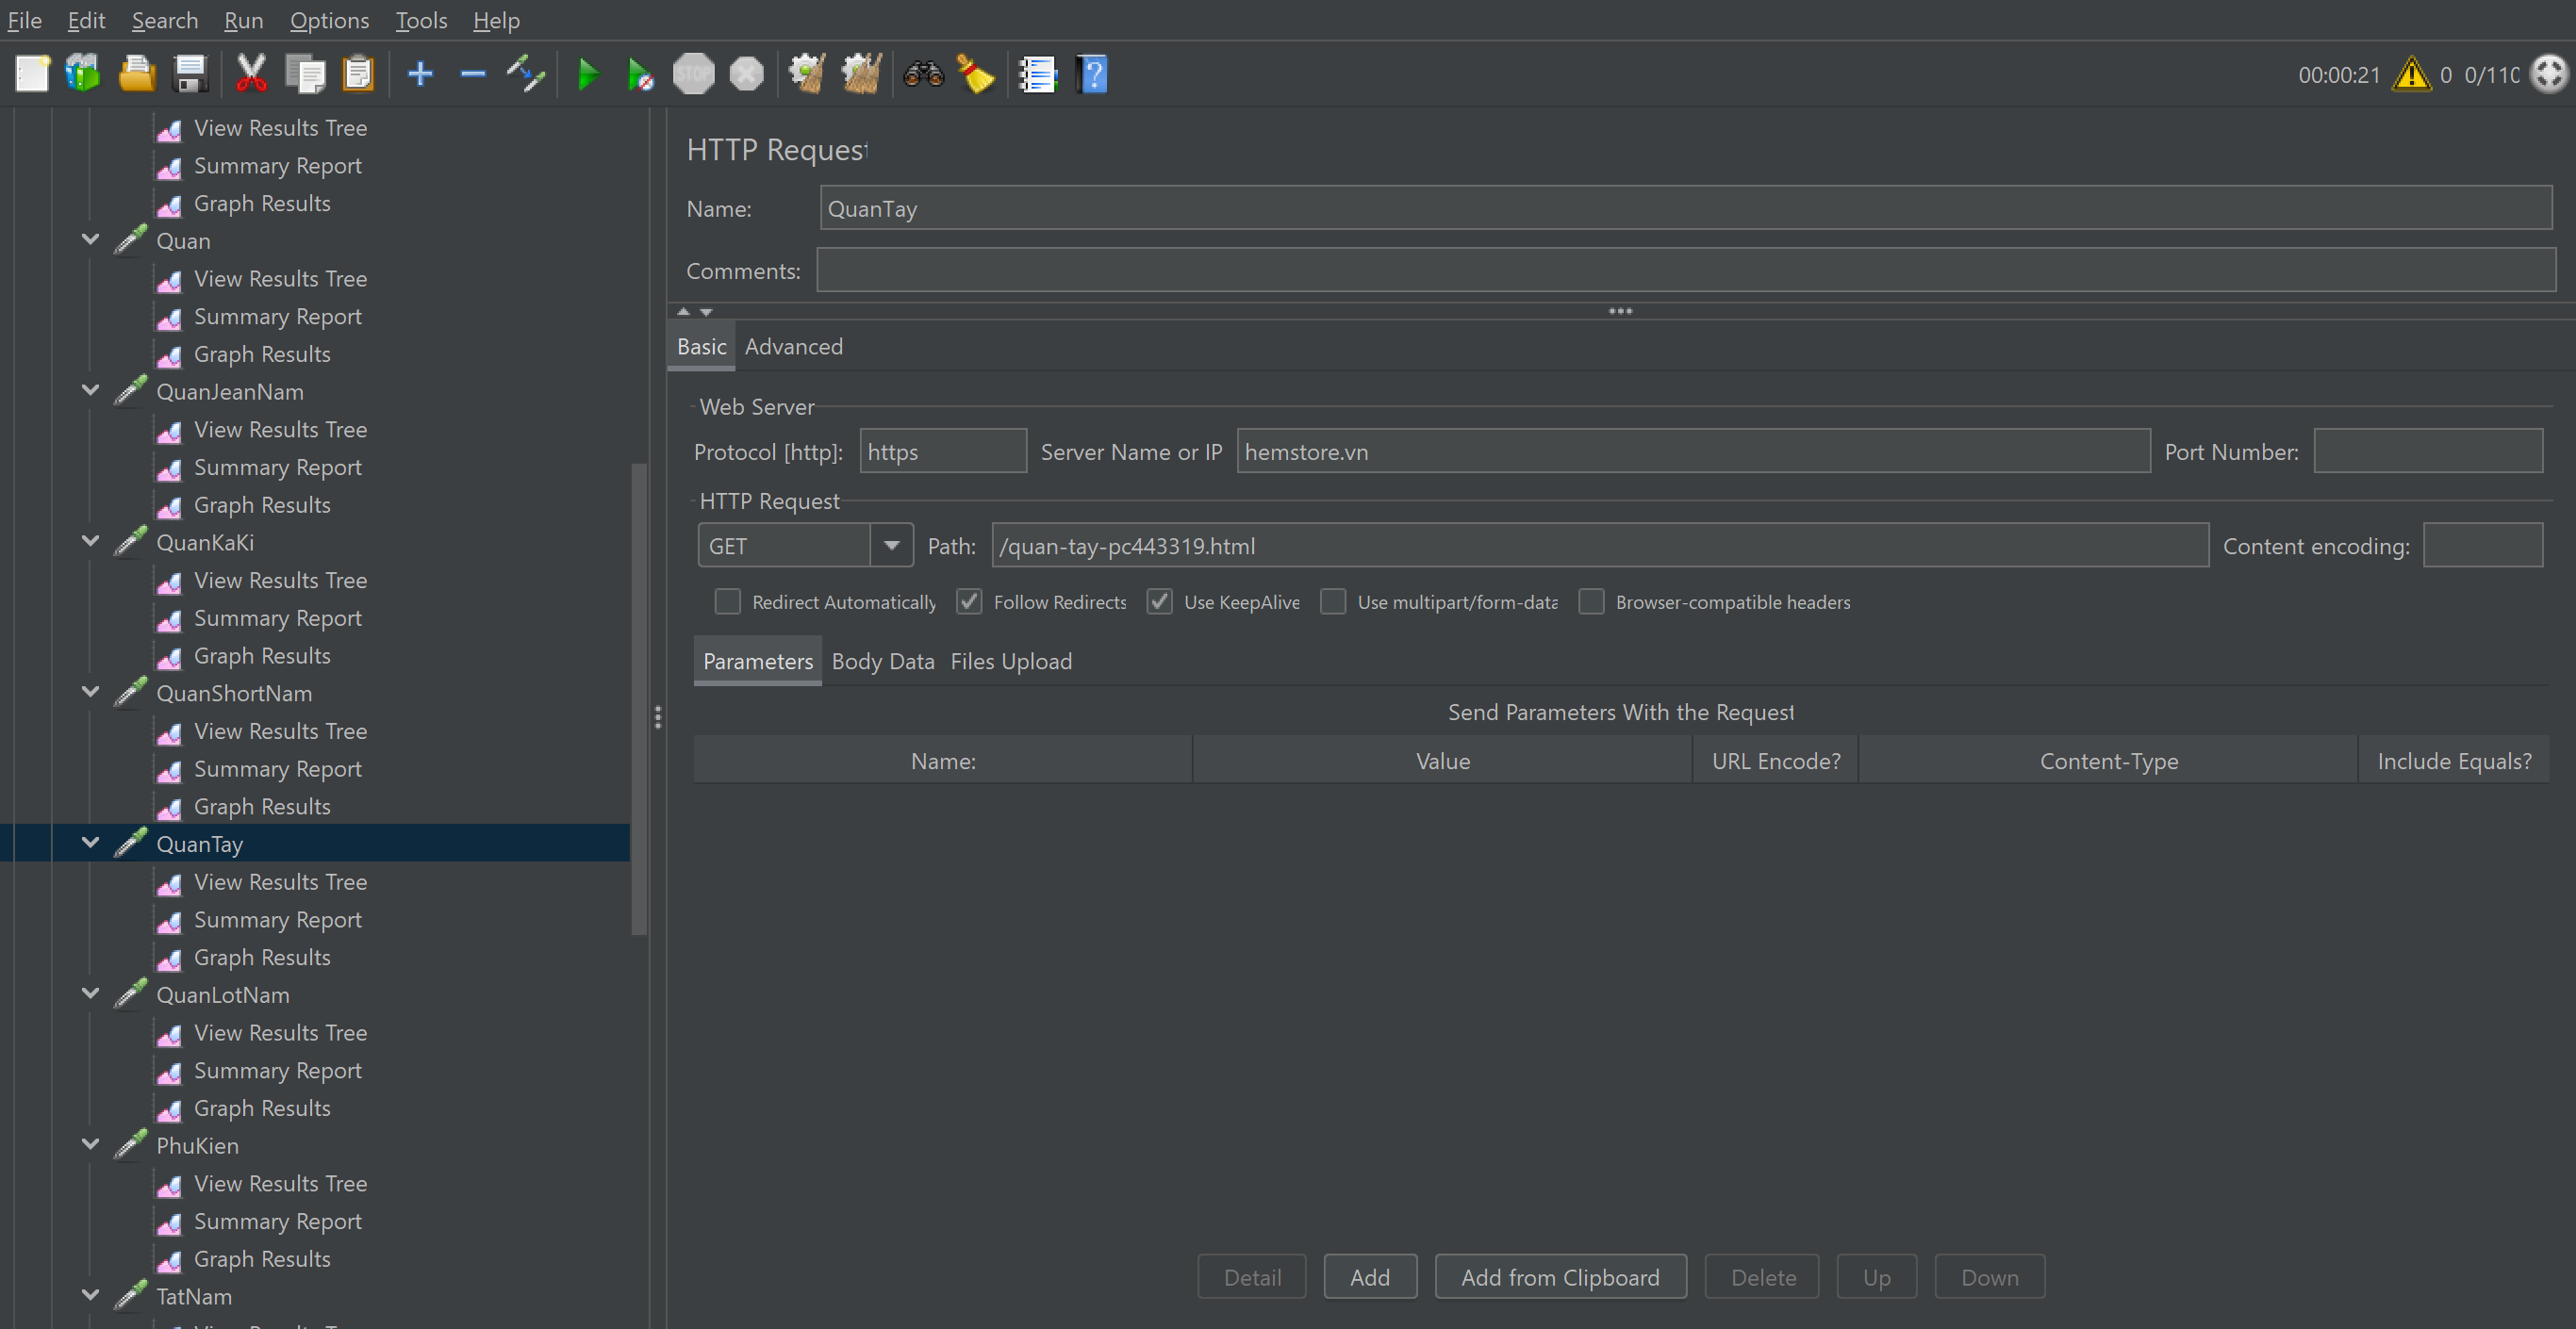 File Edit Search Run Options Tools Help
STOP
00:00:21 0 0/110
View Results Tree
Summary Report
Graph Results
Quan
View Results Tree
Summary Report
Graph Results
QuanJeanNam
View Results Tree
Summary Report
Graph Results
QuanKaKi
View Results Tree
Summary Report
Graph Results
QuanShortNam
View Results Tree
Summary Report
Graph Results
QuanTay
View Results Tree
Summary Report
Graph Results
QuanLotNam
View Results Tree
Summary Report
Graph Results
PhuKien
View Results Tree
Summary Report
Graph Results
TatNam
HTTP Request
Name: QuanTay
Comments:
Basic Advanced
Web Server
Protocol [http]: https Server Name or IP hemstore.vn Port Number:
HTTP Request
GET Path: /quan-tay-pc443319.html Content encoding:
Redirect Automatically Follow Redirects Use KeepAlive Use multipart/form-data Browser-compatible headers
Parameters Body Data Files Upload
Send Parameters With the Request
Name: Value URL Encode? Content-Type Include Equals?
Detail Add Add from Clipboard Delete Up Down